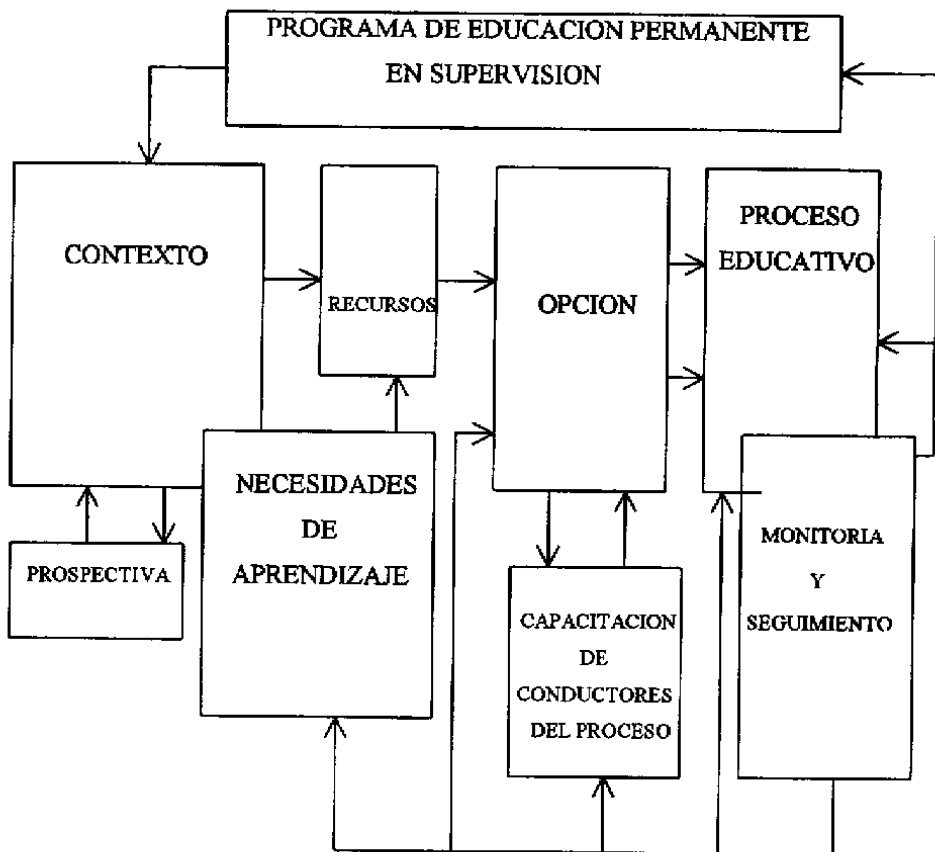 PROGRAMA DE EDUCACION PERMANENTE
EN SUPERVISION
CONTEXTO
RECURSOS
OPCION
PROCESO
EDUCATIVO
NECESIDADES
DE
APRENDIZAJE
PROSPECTIVA
CAPACITACION
DE
CONDUCTORES
DEL PROCESO
MONITORIA
Y
SEGUIMIENTO